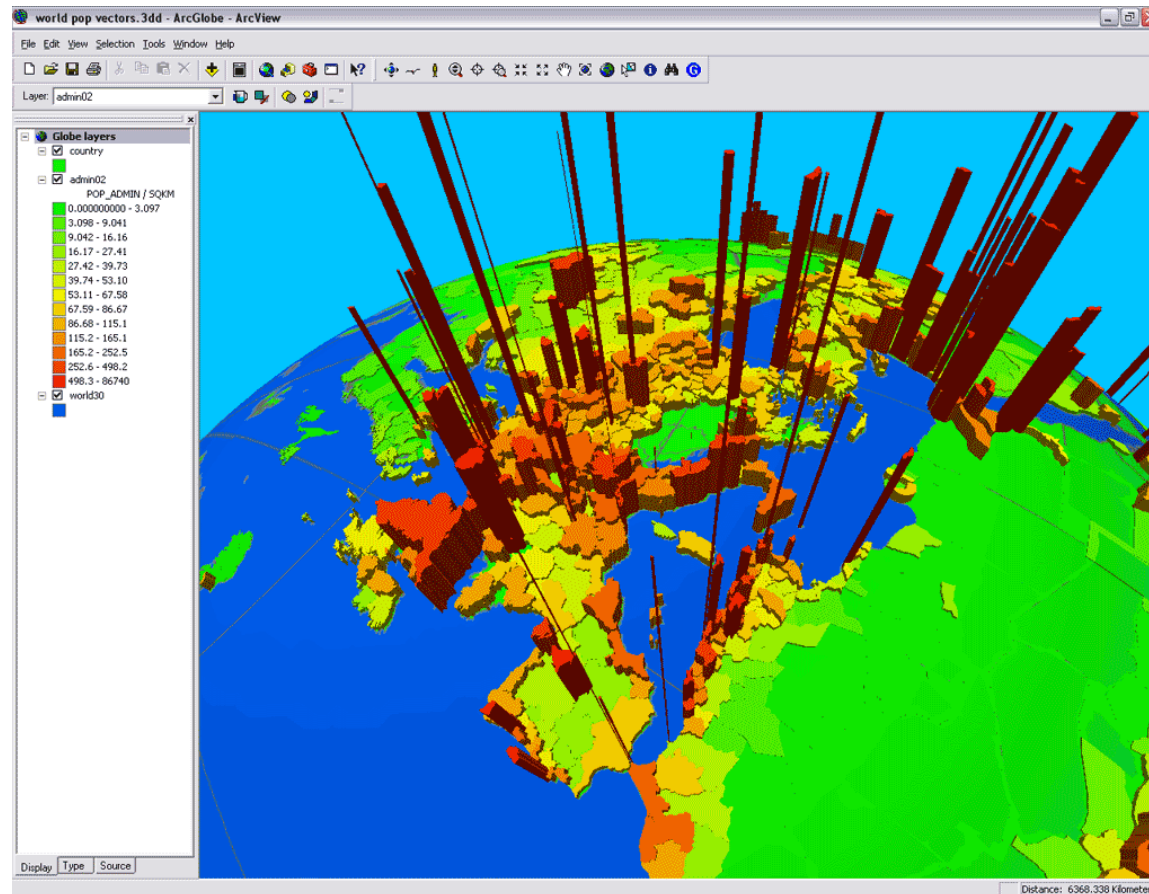 world pop vectors.3dd - ArcGlobe - ArcView
File Edit View Selection Tools Window Help
Layer: admin02
Globe layers
country
admin02
POP_ADMIN / SQKM
0.000000000 - 3.097
3.098 - 9.041
9.042 - 16.16
16.17 - 27.41
27.42 - 39.73
39.74 - 53.10
53.11 - 67.58
67.59 - 86.67
86.68 - 115.1
115.2 - 165.1
165.2 - 252.5
252.6 - 498.2
498.3 - 86740
world30
Display Type Source
Distance: 6368.338 Kilometer